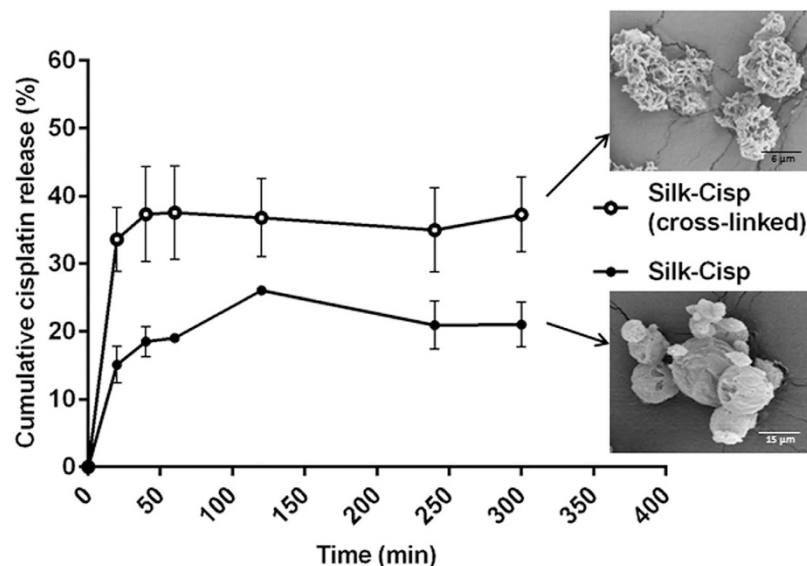 Cumulative cisplatin release (%)
60
50
40
30
20
10
0
0
50
100
150
200
250
300
350
400
Time (min)
6 µm
Silk-Cisp
(cross-linked)
Silk-Cisp
15 µm